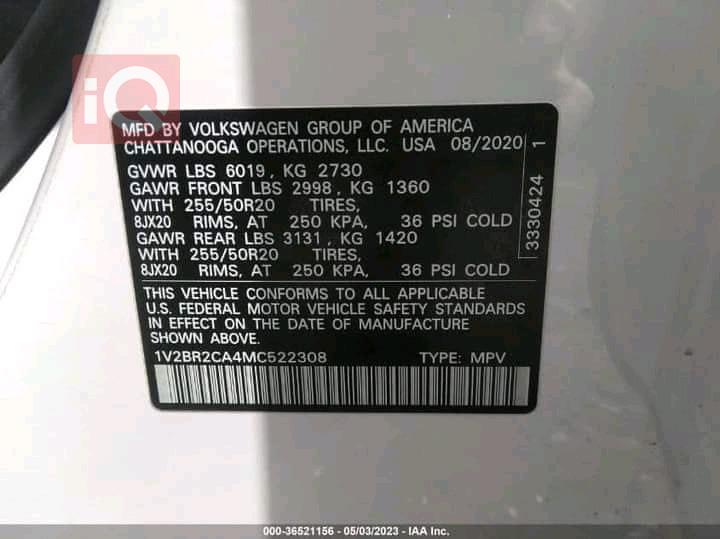 iQ
MFD BY VOLKSWAGEN GROUP OF AMERICA
CHATTANOOGA OPERATIONS, LLC. USA 08/2020
GVWR LBS 6019, KG 2730
GAWR FRONT LBS 2998, KG 1360
WITH 255/50R20 TIRES,
8JX20 RIMS, AT 250 KPA, 36 PSI COLD
GAWR REAR LBS 3131, KG 1420
WITH 255/50R20 TIRES,
8JX20 RIMS, AT 250 KPA, 36 PSI COLD
3330424 1
THIS VEHICLE CONFORMS TO ALL APPLICABLE
U.S. FEDERAL MOTOR VEHICLE SAFETY STANDARDS
IN EFFECT ON THE DATE OF MANUFACTURE
SHOWN ABOVE.
1V2BR2CA4MC522308 TYPE: MPV
000-36521156 - 05/03/2023 - IAA Inc.